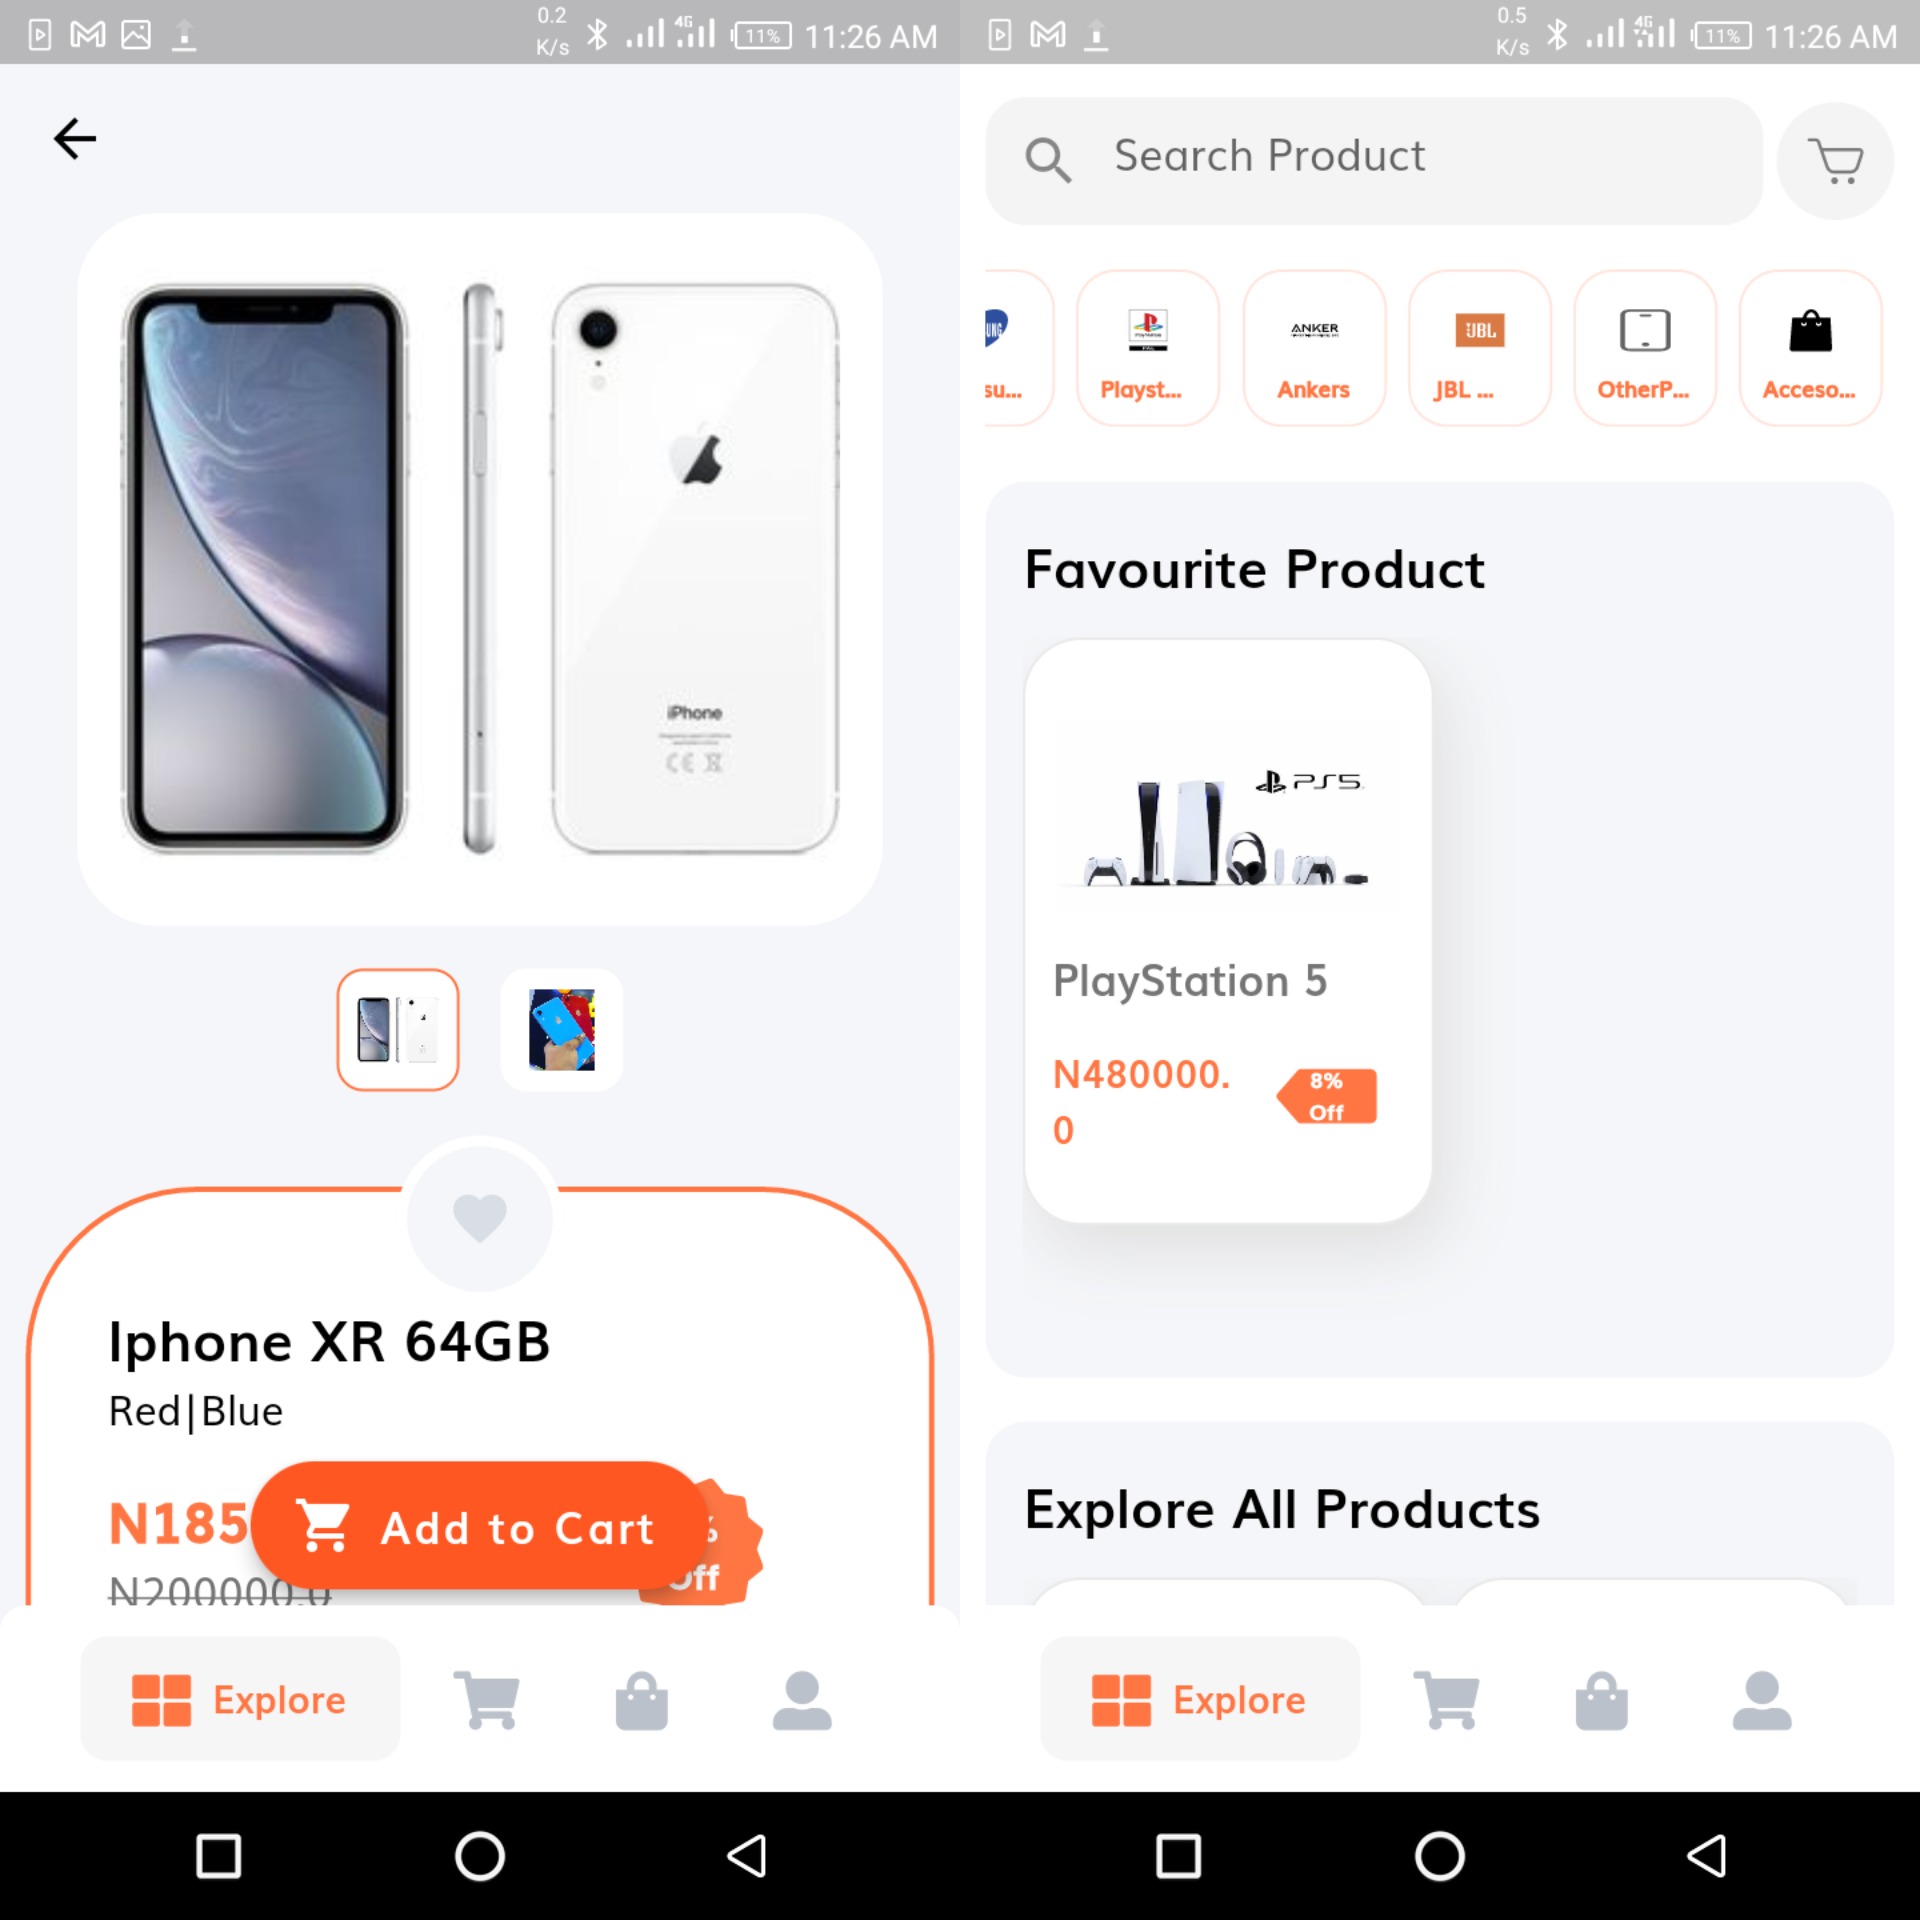 0.2
K/s
4G
11%
11:26 AM
iPhone
Iphone XR 64GB
Red|Blue
N185
Add to Cart
%
Off
N200000.0
Explore
0.5
K/s
4G
11%
11:26 AM
Search Product
su...
Playst...
ANKER
Ankers
JBL
JBL ...
OtherP...
Acceso...
Favourite Product
PS5
PlayStation 5
N480000.
0
8%
Off
Explore All Products
Explore